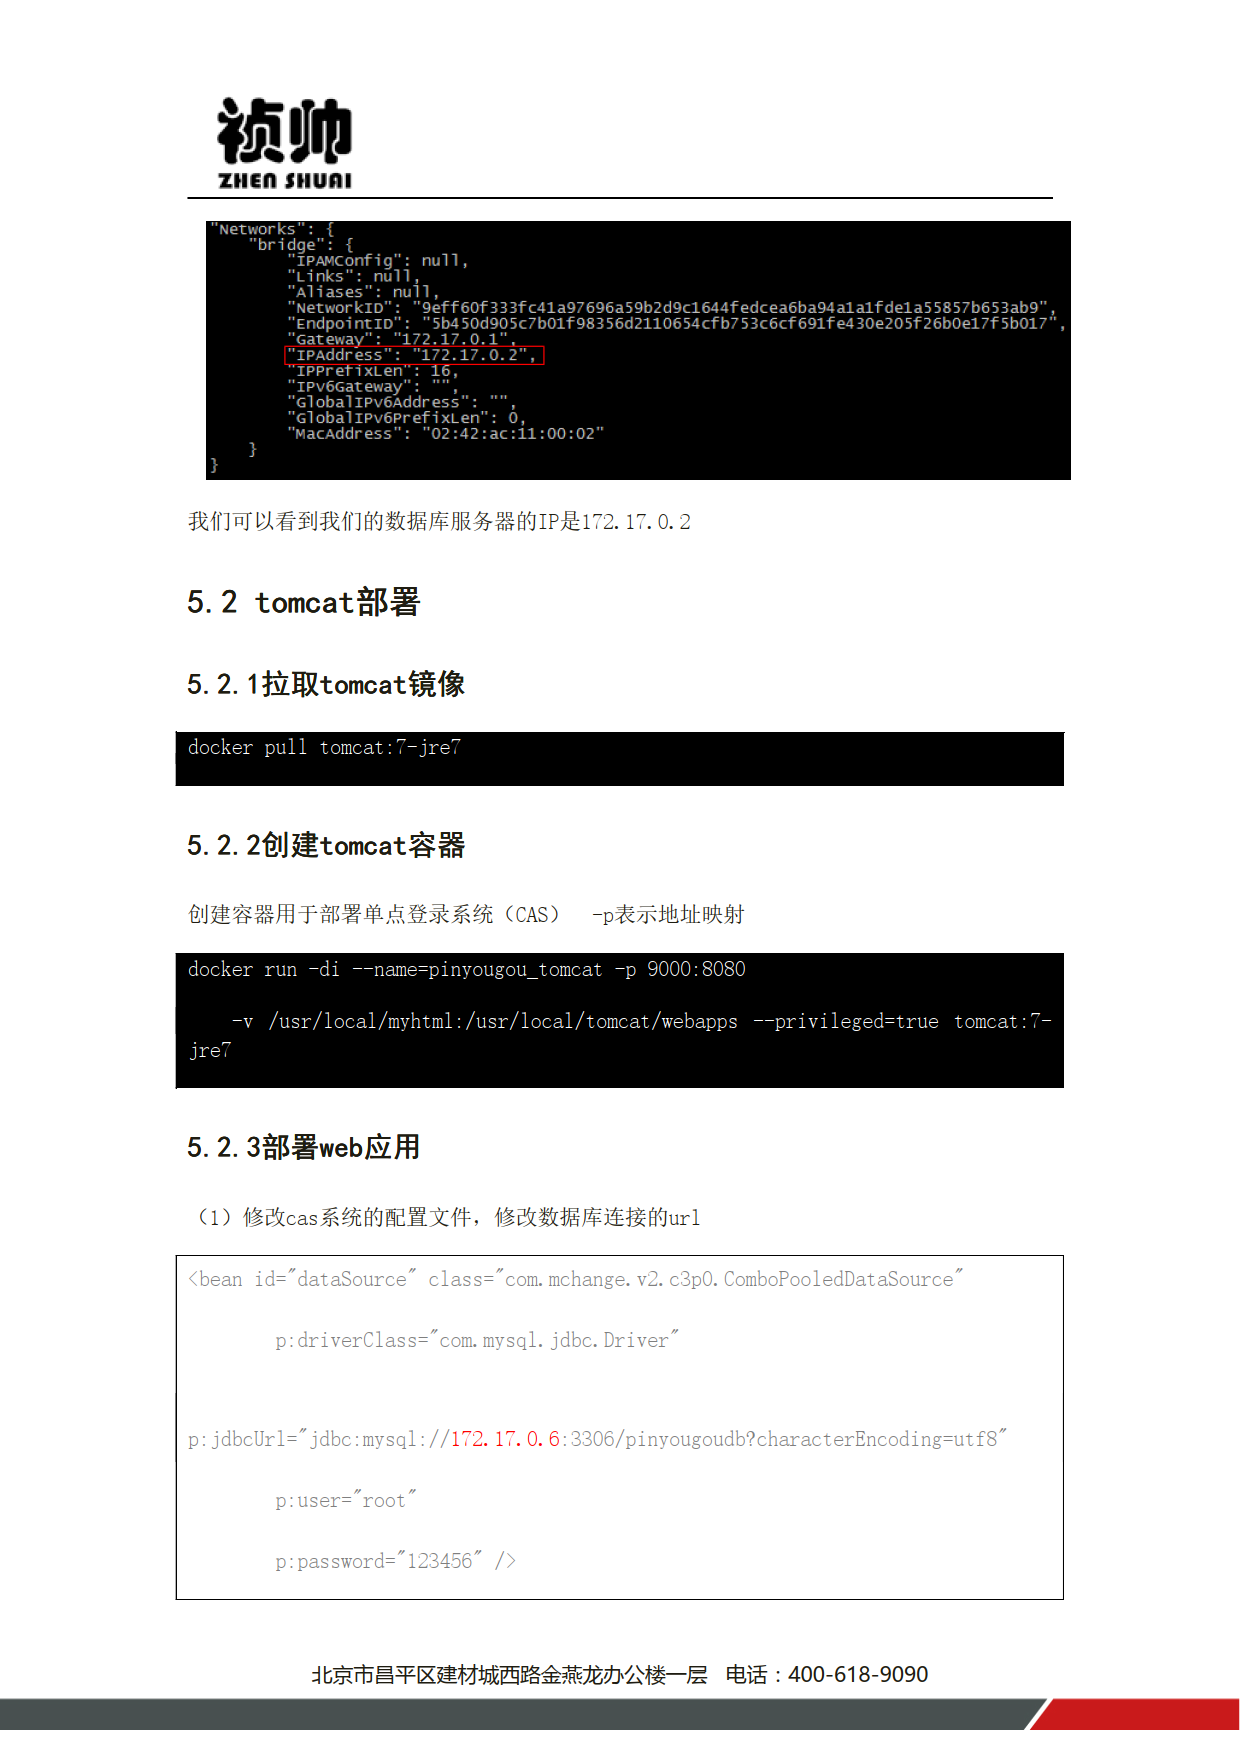 祯帅
ZHEN SHUAI
"Networks": {
"bridge": {
"IPAMConfig": null,
"Links": null,
"Aliases": null,
"NetworkID": "9eff60f333fc41a97696a59b2d9c1644fedcea6ba94a1a1fde1a55857b653ab9",
"EndpointID": "5b450d905c7b01f98356d2110654cfb753c6cf691fe430e205f26b0e17f5b017",
"Gateway": "172.17.0.1",
"IPAddress": "172.17.0.2",
"IPPrefixLen": 16,
"IPv6Gateway": "",
"GlobalIPv6Address": "",
"GlobalIPv6PrefixLen": 0,
"MacAddress": "02:42:ac:11:00:02"
}
}
我们可以看到我们的数据库服务器的IP是172.17.0.2
5.2 tomcat部署
5.2.1拉取tomcat镜像
docker pull tomcat:7-jre7
5.2.2创建tomcat容器
创建容器用于部署单点登录系统（CAS） -p表示地址映射
docker run -di --name=pinyougou_tomcat -p 9000:8080
-v /usr/local/myhtml:/usr/local/tomcat/webapps --privileged=true tomcat:7-
jre7
5.2.3部署web应用
（1）修改cas系统的配置文件，修改数据库连接的url
<bean id="dataSource" class="com.mchange.v2.c3p0.ComboPooledDataSource"
p:driverClass="com.mysql.jdbc.Driver"
p:jdbcUrl="jdbc:mysql://172.17.0.6:3306/pinyougoudb?characterEncoding=utf8"
p:user="root"
p:password="123456" />
北京市昌平区建材城西路金燕龙办公楼一层 电话：400-618-9090